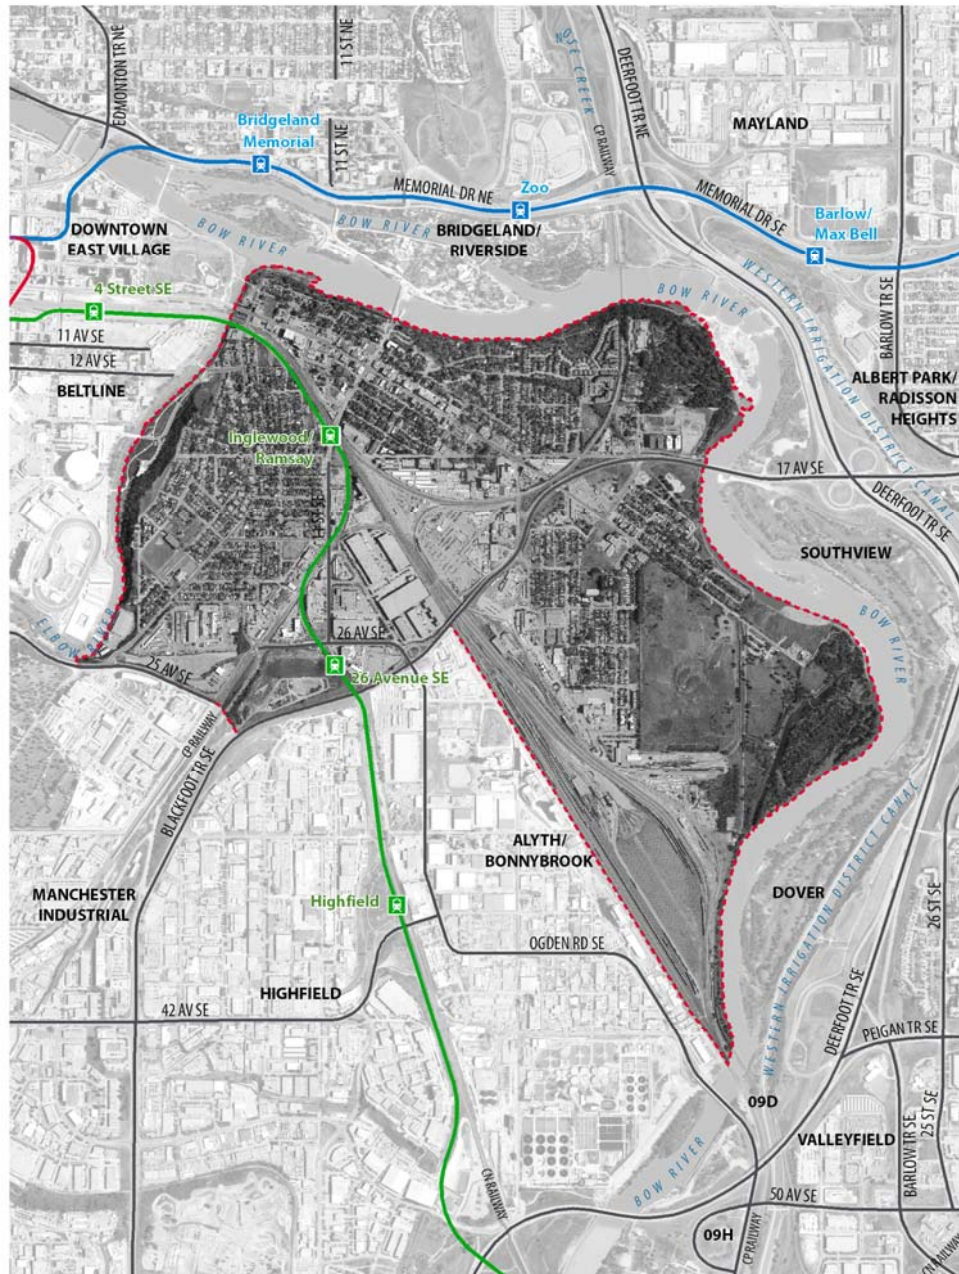 EDMONTON TR NE
11 ST NE
11 ST NE
NOSE CREEK
DEERFOOT TR NE
CP RAILWAY
MAYLAND
Bridgeland
Memorial
MEMORIAL DR NE
Zoo
MEMORIAL DR SE
Barlow/
Max Bell
DOWNTOWN
EAST VILLAGE
BOW RIVER
BOW RIVER
BRIDGELAND/
RIVERSIDE
4 Street SE
BOW RIVER
WESTERN IRRIGATION DISTRICT CANAL
BARLOW TR SE
11 AV SE
12 AV SE
BELTLINE
ALBERT PARK/
RADISSON
HEIGHTS
Inglewood/
Ramsay
17 AV SE
DEERFOOT TR SE
11 ST SE
SOUTHVIEW
ELBOW RIVER
BOW RIVER
26 AV SE
25 AV SE
26 Avenue SE
CP RAILWAY
BLACKFOOT TR SE
ALYTH/
BONNYBROOK
MANCHESTER
INDUSTRIAL
DOVER
WESTERN IRRIGATION DISTRICT CANAL
26 ST SE
Highfield
OGDEN RD SE
HIGHFIELD
42 AV SE
DEERFOOT TR SE
PEIGAN TR SE
09D
VALLEYFIELD
BARLOW TR SE
25 ST SE
CN RAILWAY
BOW RIVER
50 AV SE
09H
CP RAILWAY
CN RAILWAY